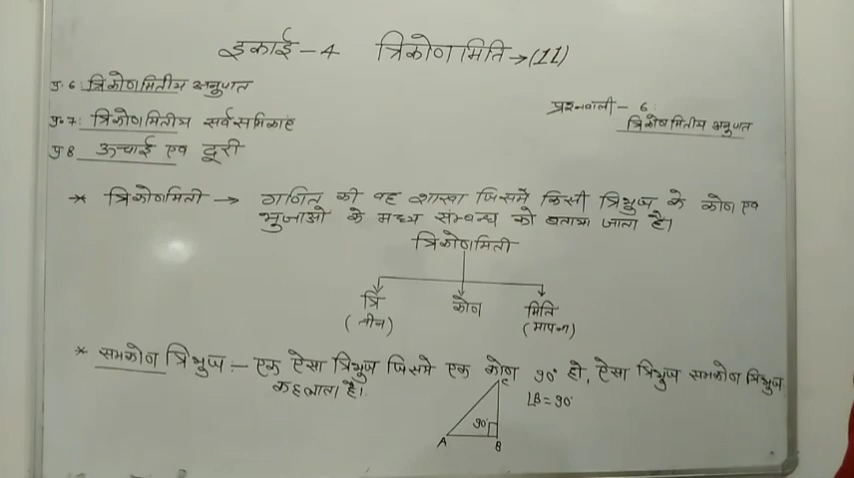 इकाई - 4 त्रिकोणमिति → (11)
प्र. 6 : त्रिकोणमितीय अनुपात
प्र. 7 : त्रिकोणमितीय सर्वसमिकाएं
प्र 8 ऊचाई एवं दूरी
प्रश्नावली - 6 :
त्रिकोणमितीय अनुपात
* त्रिकोणमिती → गणित की वह शाखा जिसमें किसी त्रिभुज के कोण एवं
भुजाओं के मध्य सम्बन्ध को बताया जाता है।
त्रिकोणमिती
त्रि कोण मिति
(तीन) (मापना)
* समकोण त्रिभुज :- एक ऐसा त्रिभुज जिसमे एक कोण 90° हो, ऐसा त्रिभुज समकोण त्रिभुज
कहलाता है।
∠B = 90°
90°
A B